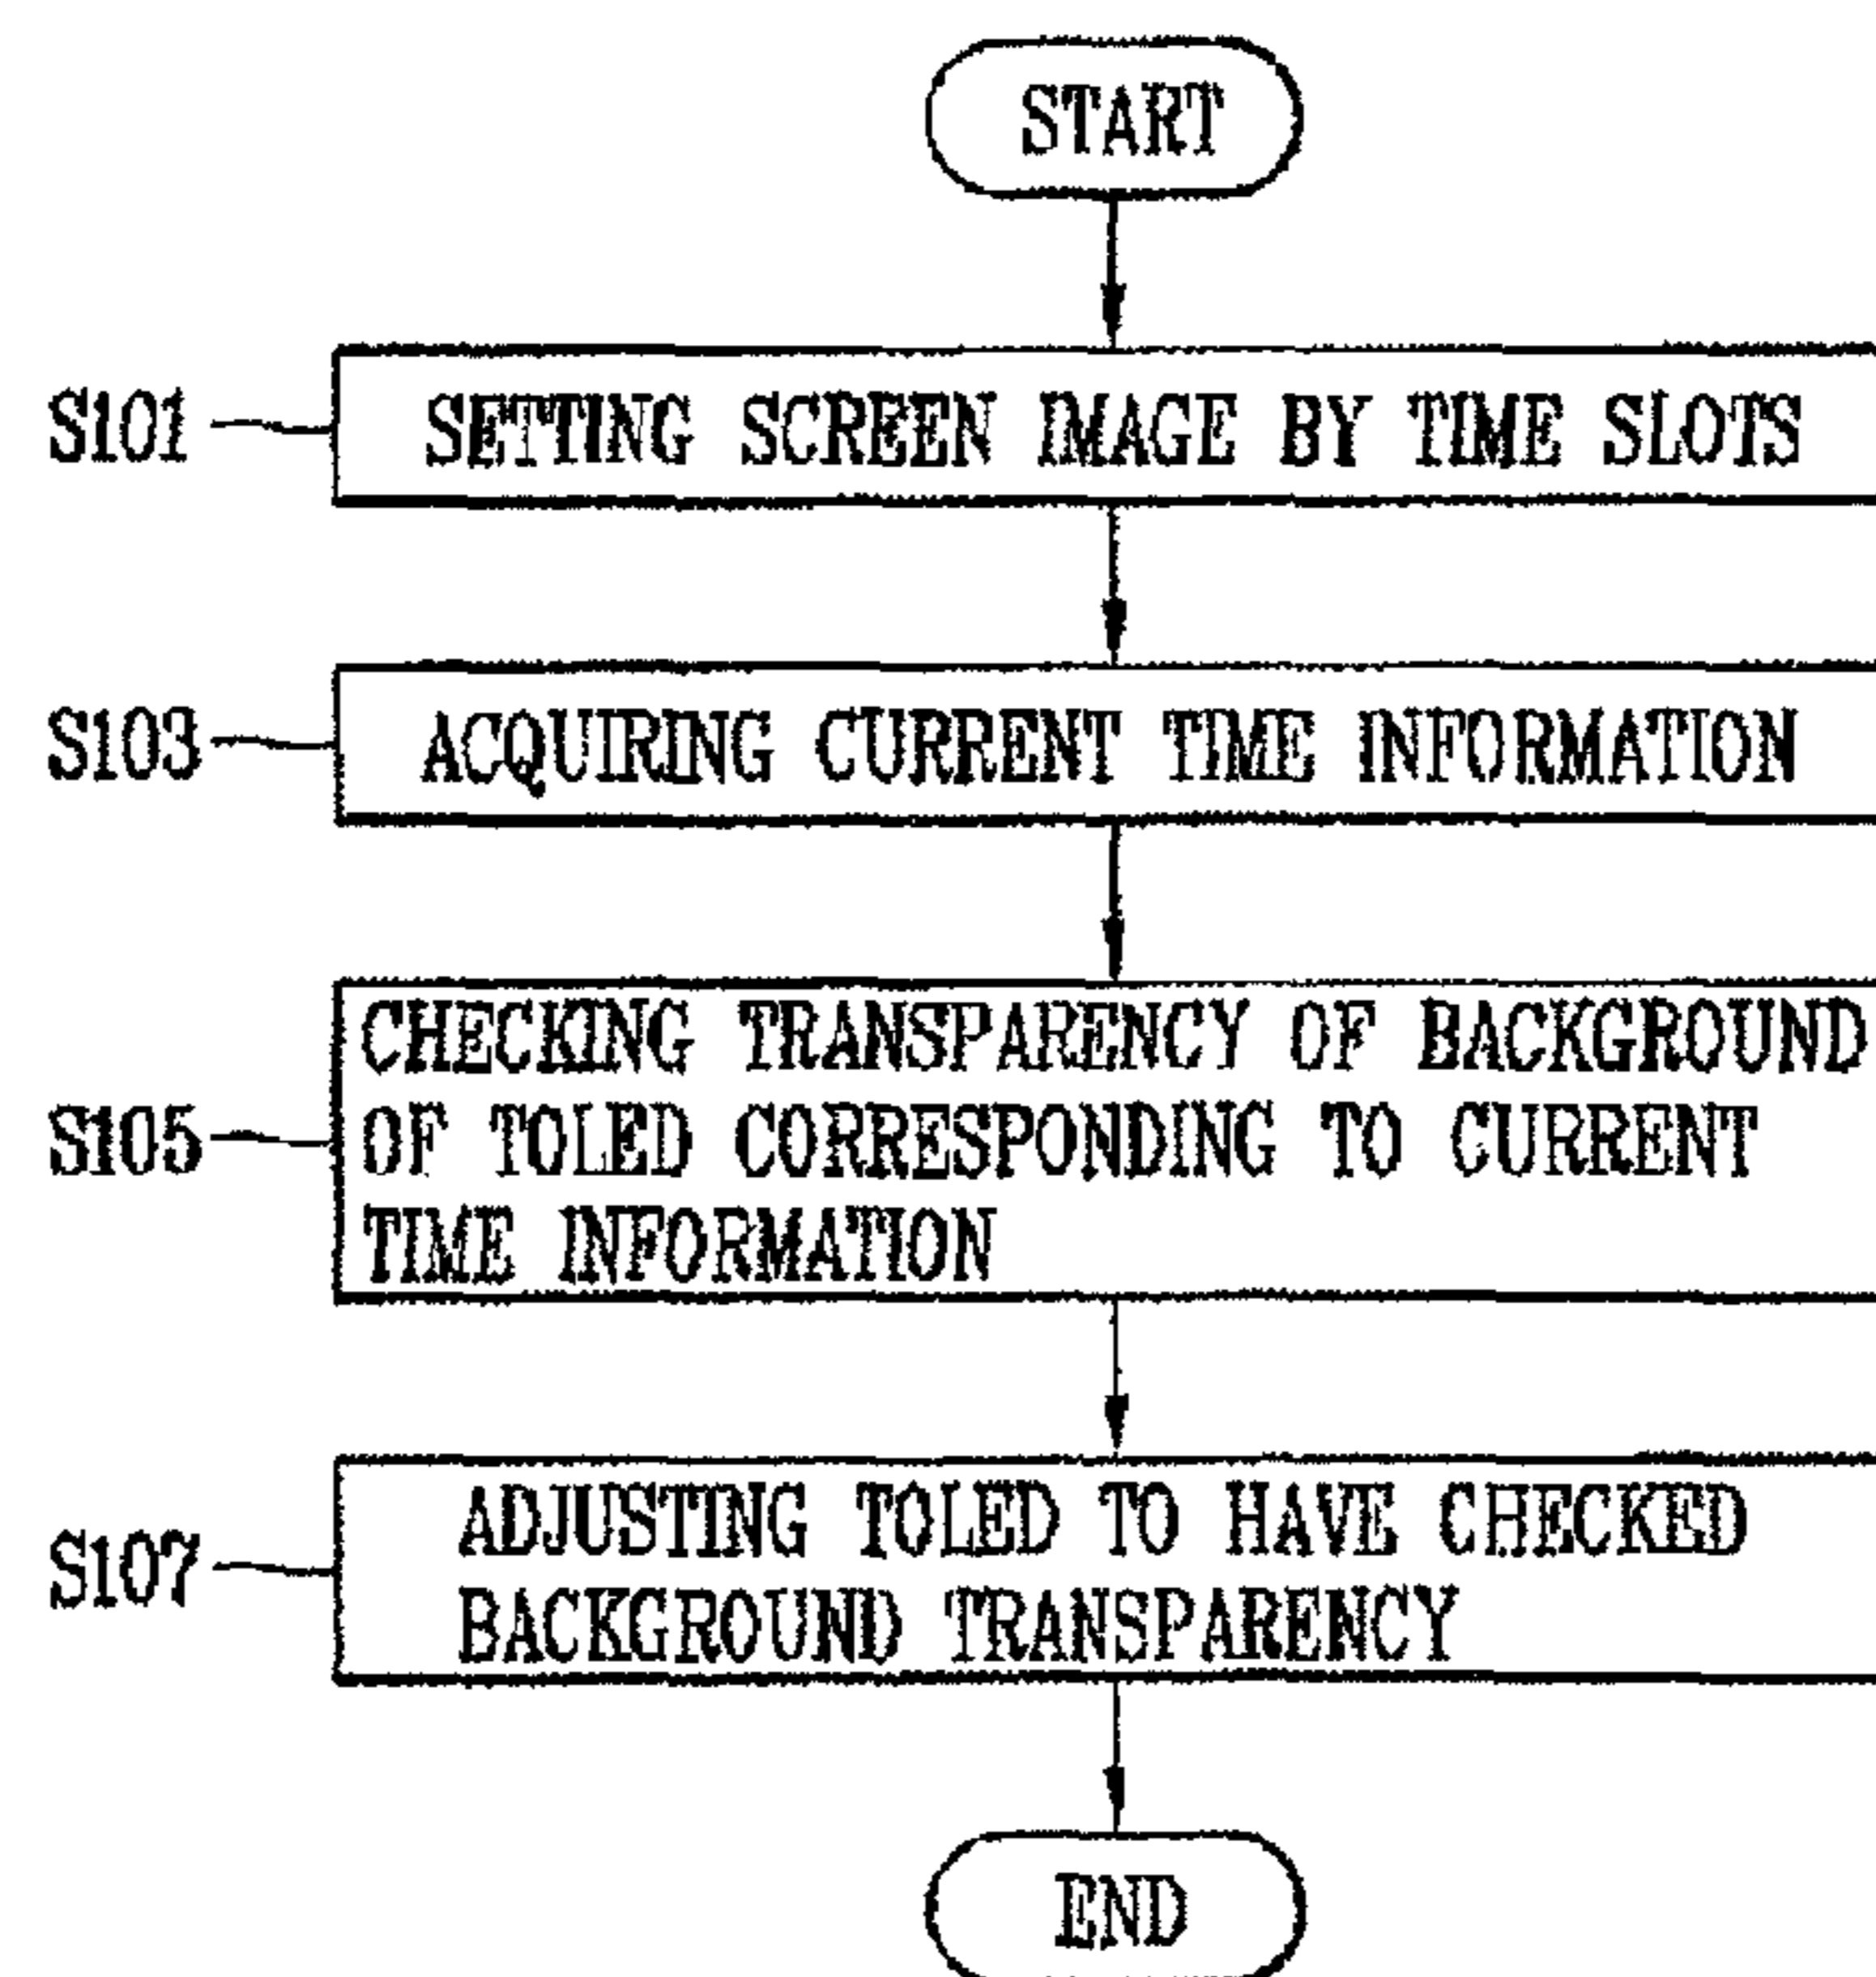 START
S101 SETTING SCREEN IMAGE BY TIME SLOTS
S103 ACQUIRING CURRENT TIME INFORMATION
CHECKING TRANSPARENCY OF BACKGROUND
S105 OF TOLED CORRESPONDING TO CURRENT
TIME INFORMATION
ADJUSTING TOLED TO HAVE CHECKED
S107
BACKGROUND TRANSPARENCY
END